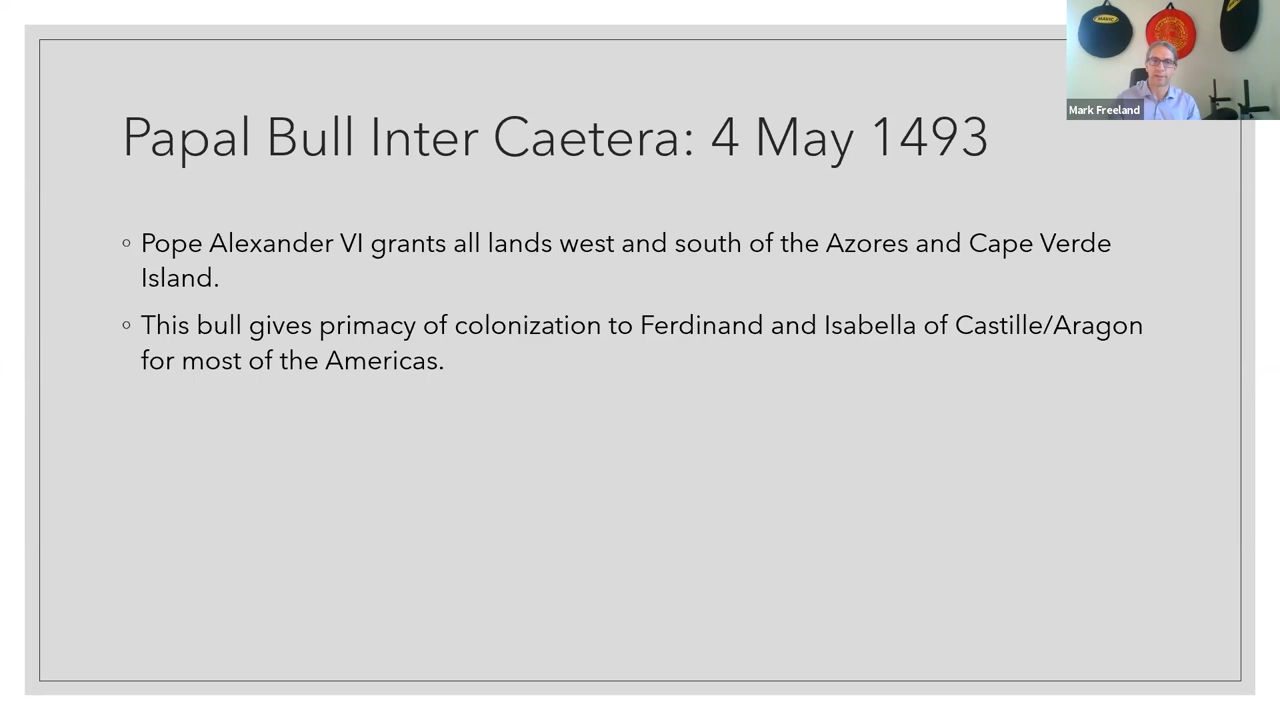 Papal Bull Inter Caetera: 4 May 1493
◦ Pope Alexander VI grants all lands west and south of the Azores and Cape Verde
Island.
◦ This bull gives primacy of colonization to Ferdinand and Isabella of Castille/Aragon
for most of the Americas.
MAVIC
Mark Freeland